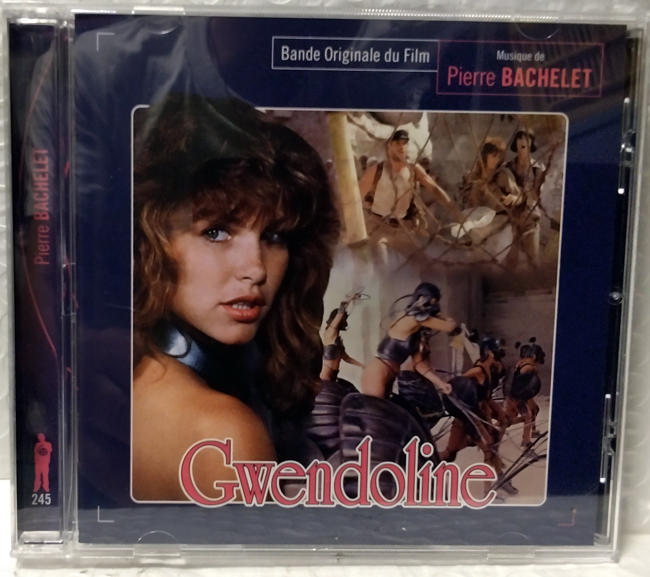 Bande Originale du Film
Musique de
Pierre BACHELET
Gwendoline
Pierre BACHELET
245